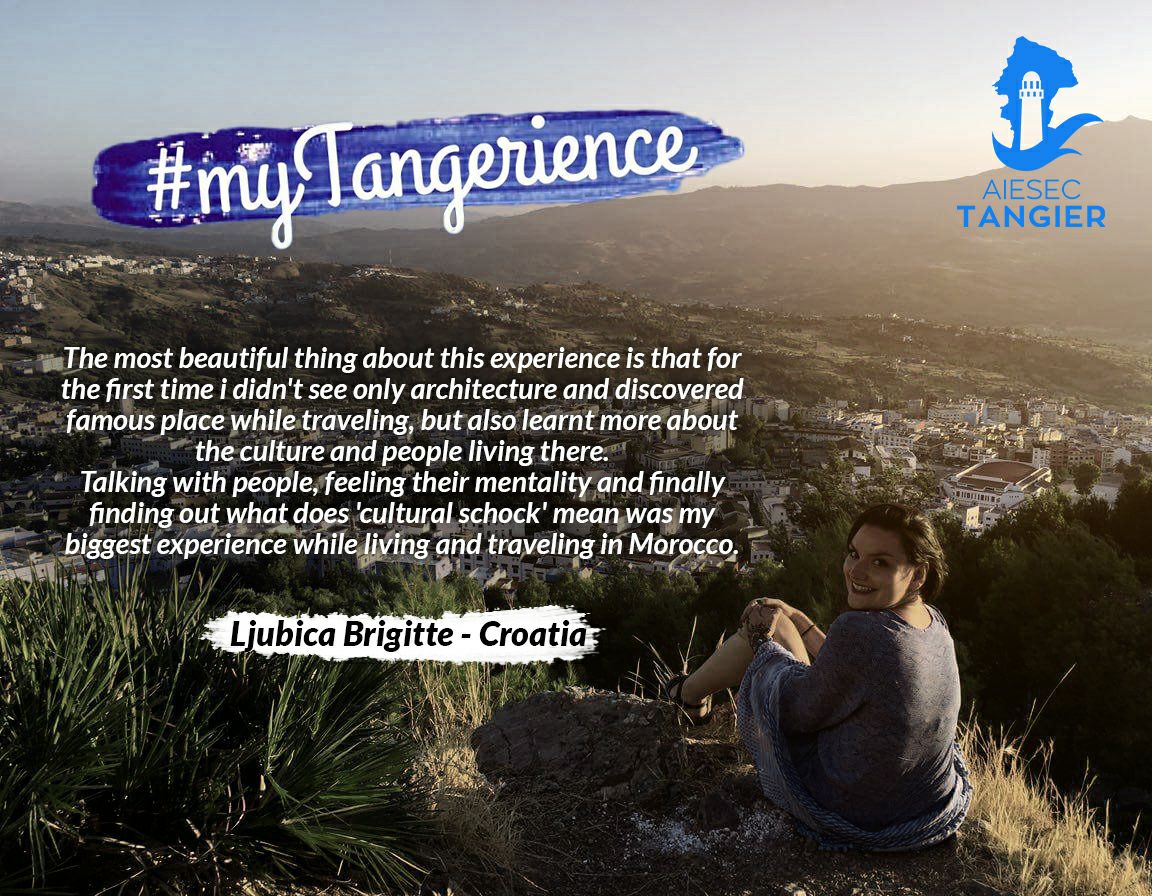 #myTangerience
AIESEC
TANGIER
The most beautiful thing about this experience is that for
the first time i didn't see only architecture and discovered
famous place while traveling, but also learnt more about
the culture and people living there.
Talking with people, feeling their mentality and finally
finding out what does 'cultural schock' mean was my
biggest experience while living and traveling in Morocco.
Ljubica Brigitte - Croatia